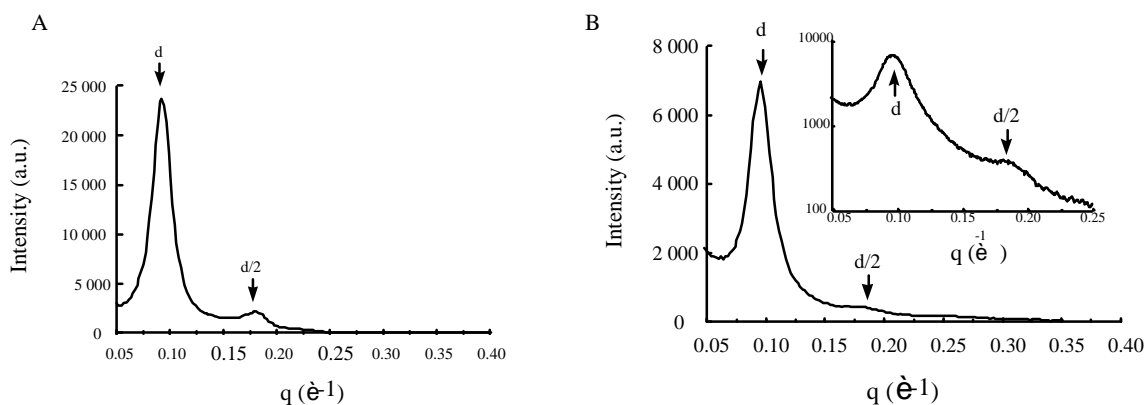 A
d
25 000
20 000
15 000
10 000
5 000
0
Intensity (a.u.)
d/2
0.05 0.10 0.15 0.20 0.25 0.30 0.35 0.40
q (è-1)
B
d
8 000
6 000
4 000
2 000
0
Intensity (a.u.)
d/2
0.05 0.10 0.15 0.20 0.25 0.30 0.35 0.40
q (è-1)
10000
1000
100
d
d/2
0.05 0.10 0.15 0.20 0.25
q (è-1)